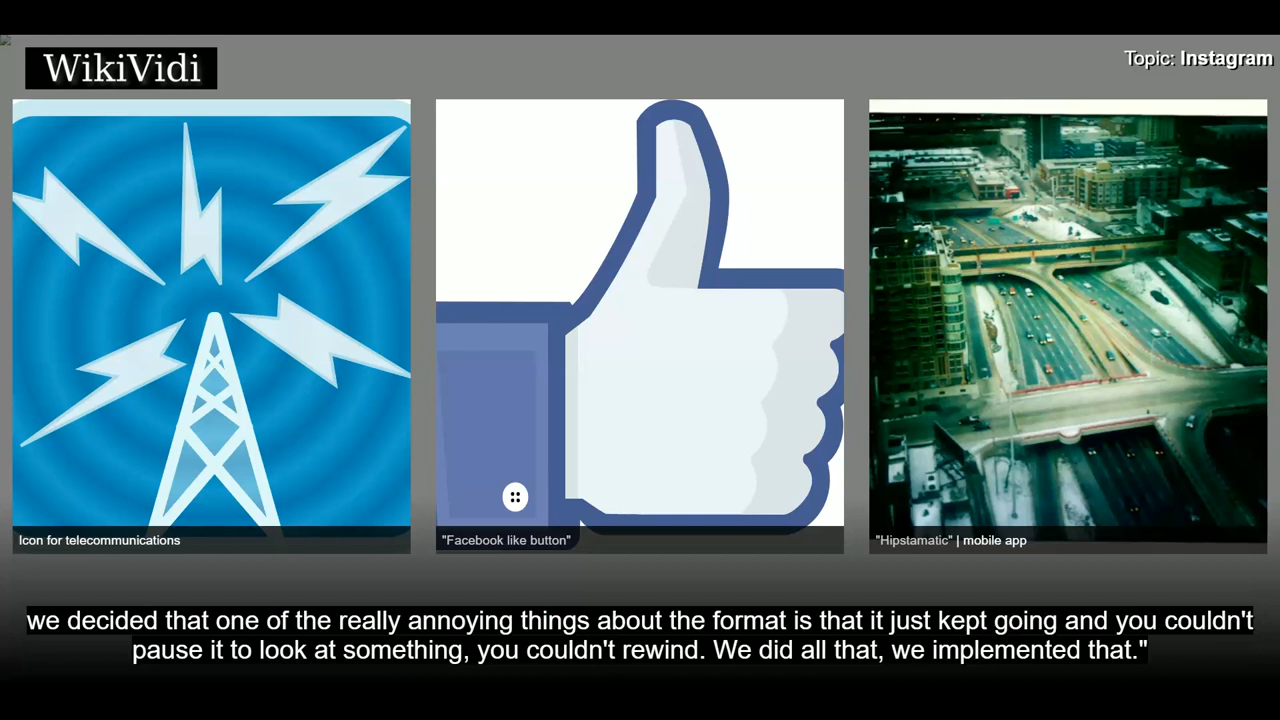 WikiVidi
Topic: Instagram
Icon for telecommunications
"Facebook like button"
"Hipstamatic" | mobile app
we decided that one of the really annoying things about the format is that it just kept going and you couldn't
pause it to look at something, you couldn't rewind. We did all that, we implemented that."